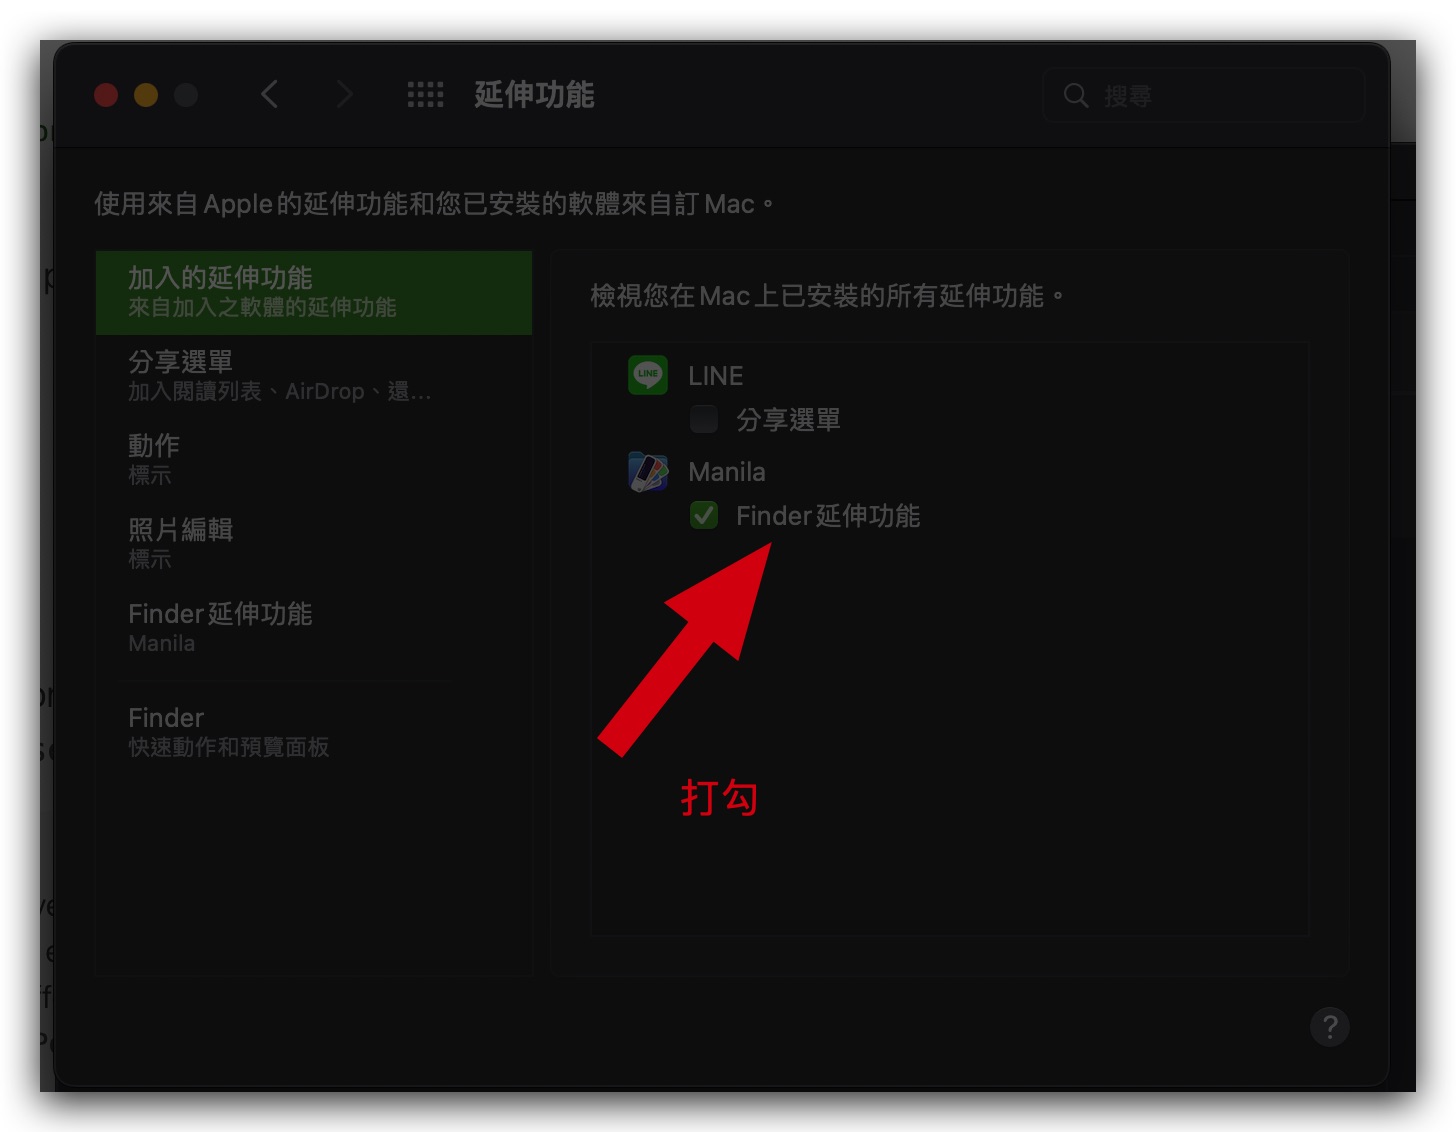 延伸功能
搜尋
使用來自 Apple 的延伸功能和您已安裝的軟體來自訂 Mac。
加入的延伸功能
來自加入之軟體的延伸功能
分享選單
加入閱讀列表、AirDrop、還...
動作
標示
照片編輯
標示
Finder 延伸功能
Manila
Finder
快速動作和預覽面板
檢視您在 Mac 上已安裝的所有延伸功能。
LINE
LINE
分享選單
Manila
Finder 延伸功能
打勾
?